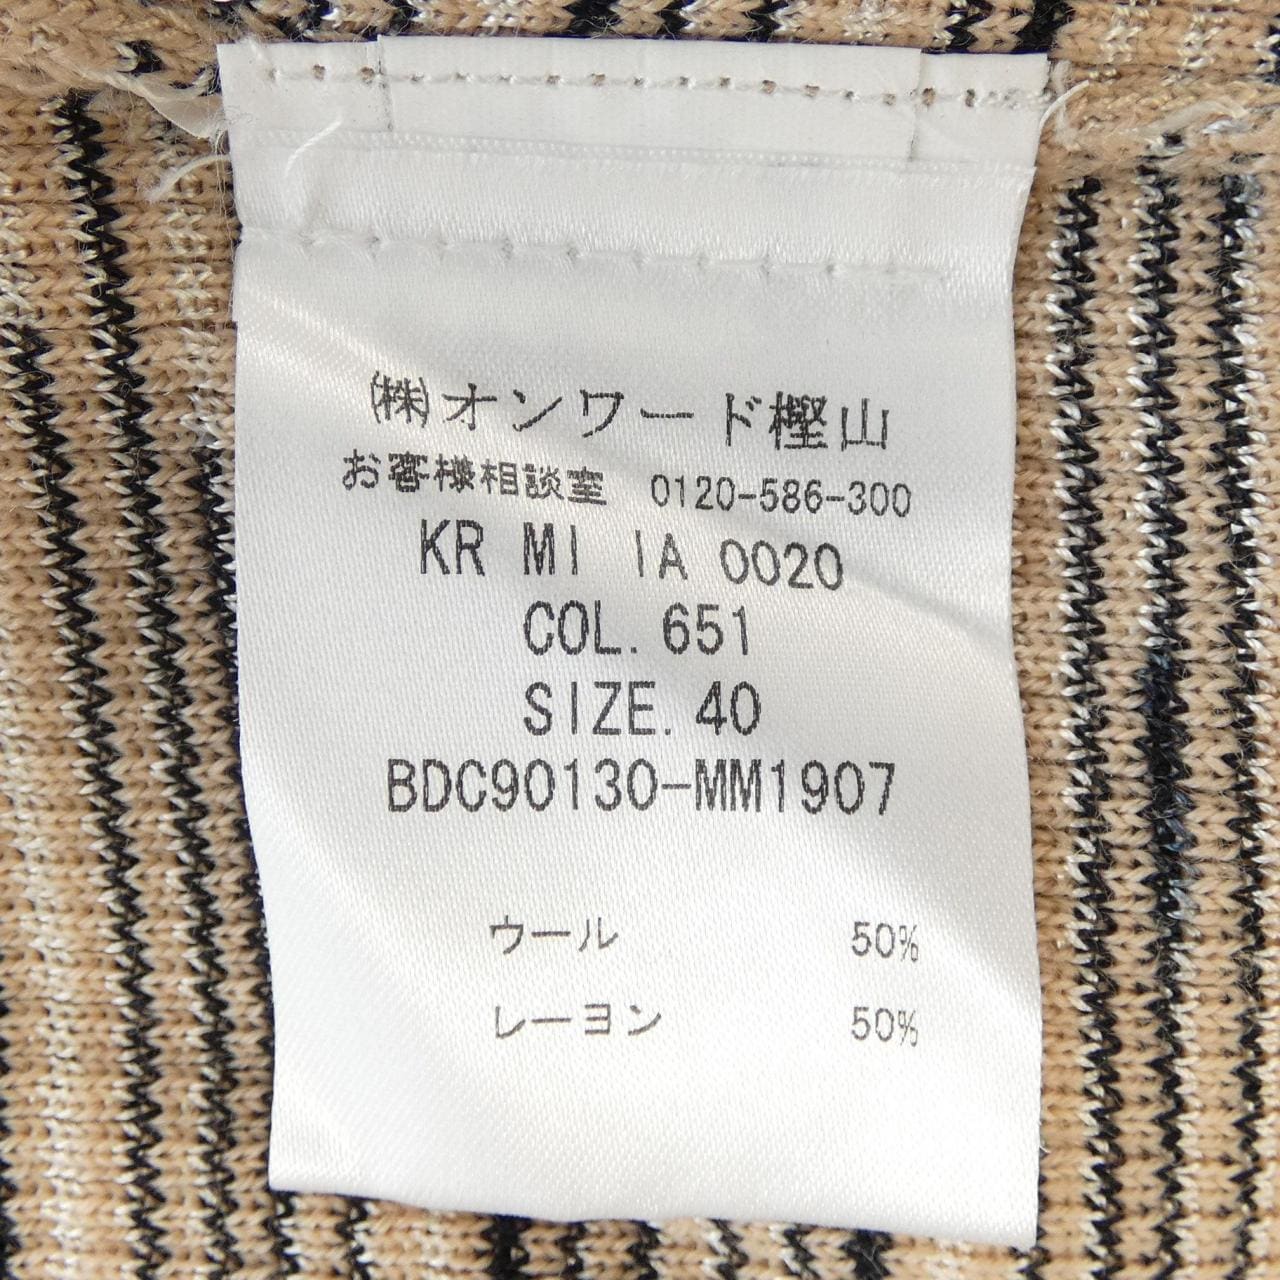 ㈱オンワード樫山
お客様相談室 0120-586-300
KR MI IA 0020
COL.651
SIZE.40
BDC90130-MM1907
ウール 50%
レーヨン 50%